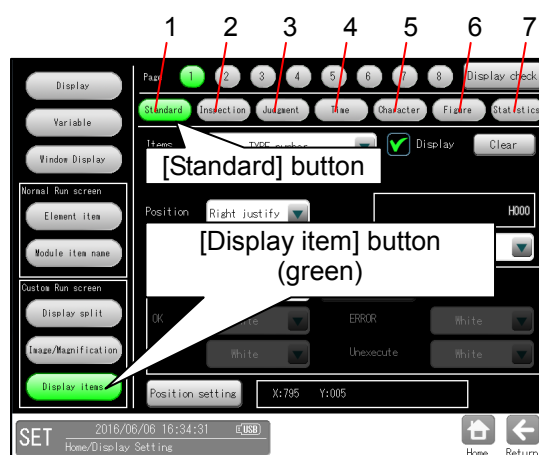 1 2 3 4 5 6 7
Display
Page 1 2 3 4 5 6 7 8 Display check
Standard Inspection Judgment Time Character Figure Statistics
Variable
Items TYPE number Display Clear
Window Display
[Standard] button
Normal Run screen
Element item
Position Right justify H000
Module item name
[Display item] button
(green)
Custom Run screen
Display split
OK White ERROR White
Image/Magnification
White Unexecute White
Display items
Position setting X:795 Y:005
SET 2016/06/06 16:34:31 USB
Home/Display Setting
Home Return